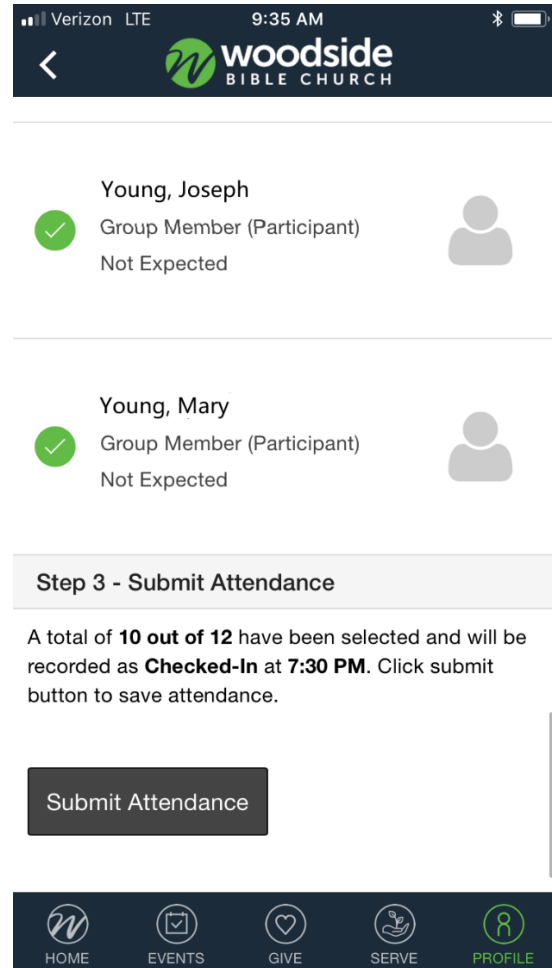 Verizon LTE 9:35 AM
woodside
BIBLE CHURCH
Young, Joseph
Group Member (Participant)
Not Expected
Young, Mary
Group Member (Participant)
Not Expected
Step 3 - Submit Attendance
A total of 10 out of 12 have been selected and will be
recorded as Checked-In at 7:30 PM. Click submit
button to save attendance.
Submit Attendance
HOME EVENTS GIVE SERVE PROFILE